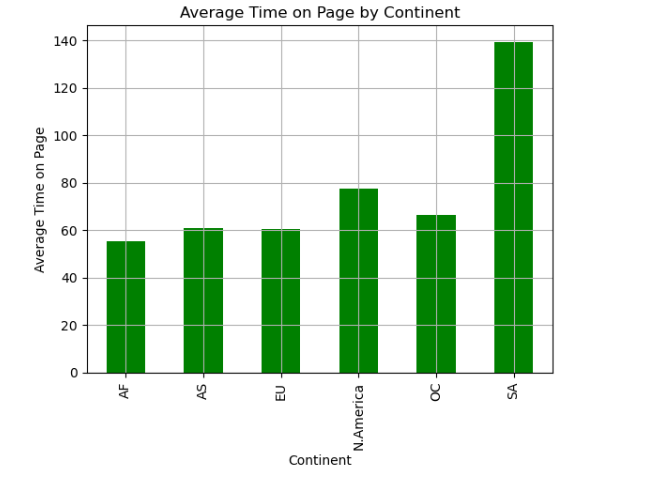 Average Time on Page by Continent
140
120
100
80
60
40
20
0
Average Time on Page
AF
AS
EU
N.America
OC
SA
Continent